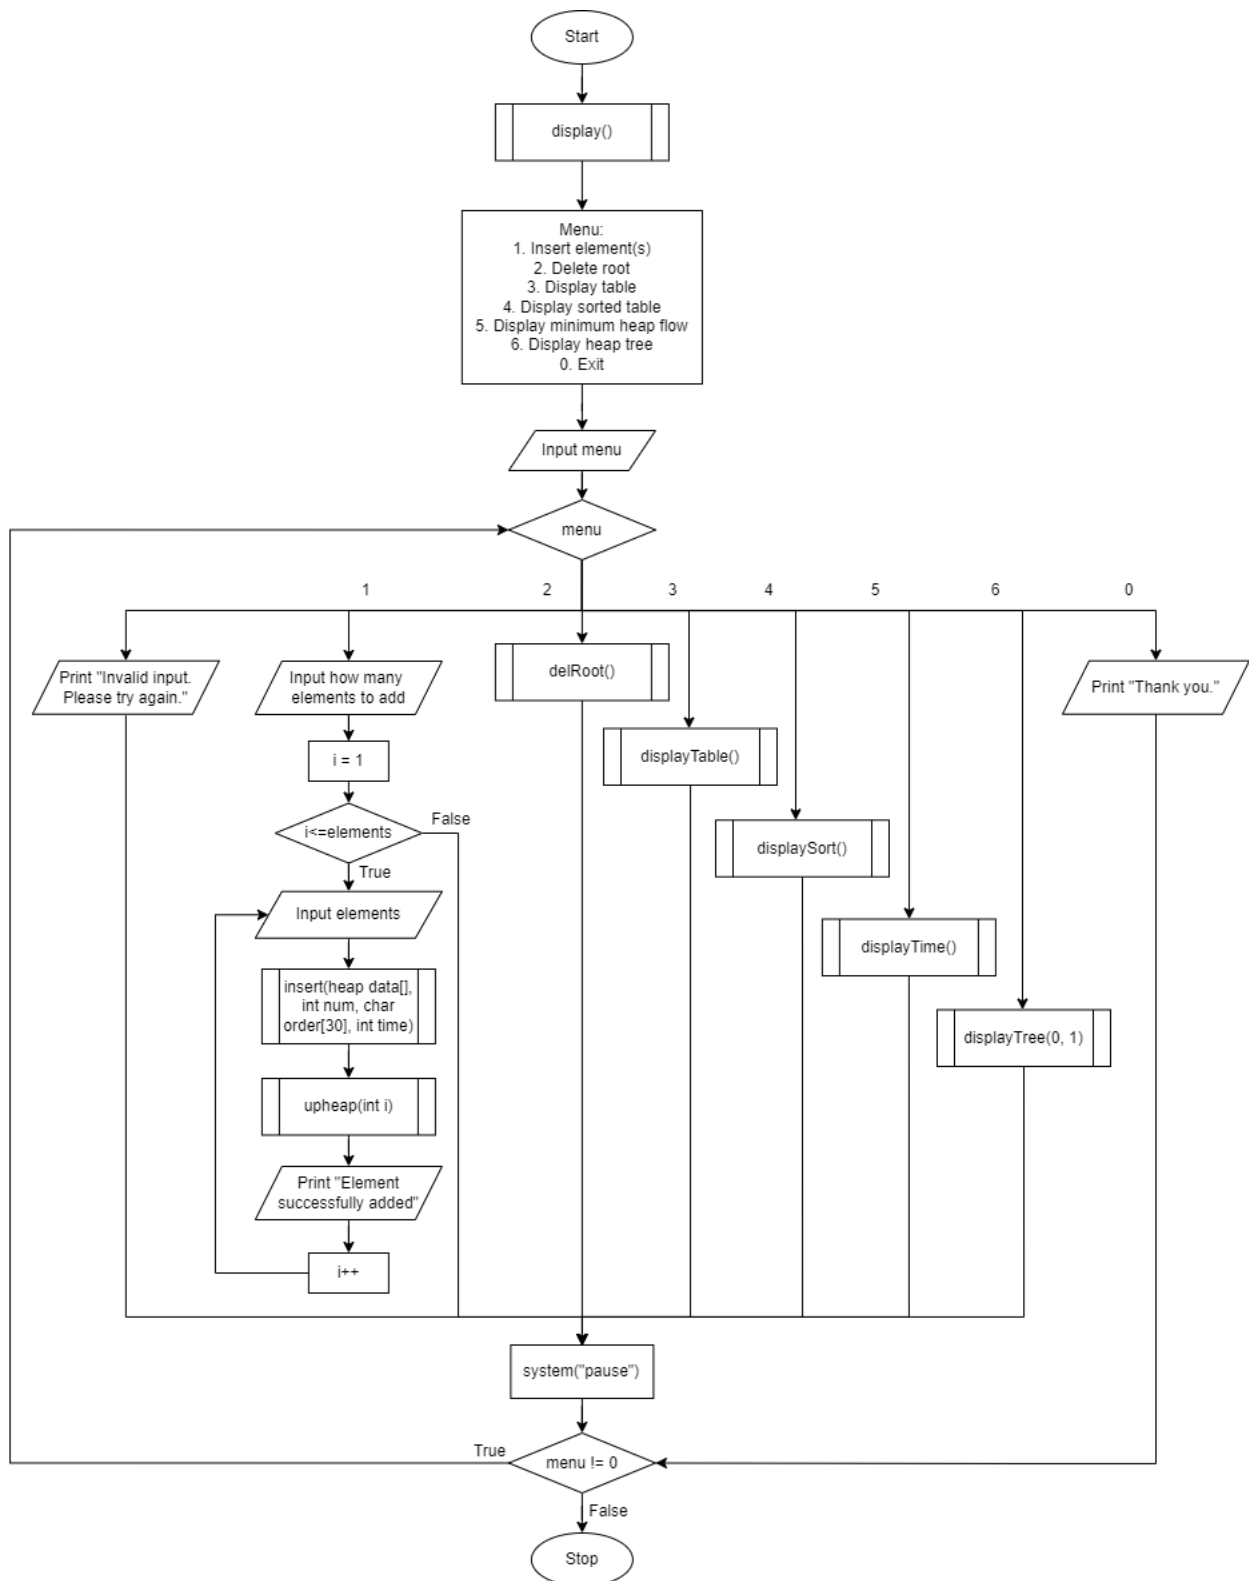 Start
display()
Menu:
1. Insert element(s)
2. Delete root
3. Display table
4. Display sorted table
5. Display minimum heap flow
6. Display heap tree
0. Exit
Input menu
menu
1
2
3
4
5
6
0
Print "Invalid input.
Please try again."
Input how many
elements to add
delRoot()
Print "Thank you."
i = 1
displayTable()
i<=elements
False
True
displaySort()
Input elements
displayTime()
insert(heap data[],
int num, char
order[30], int time)
displayTree(0, 1)
upheap(int i)
Print "Element
successfully added"
i++
system("pause")
menu != 0
True
False
Stop